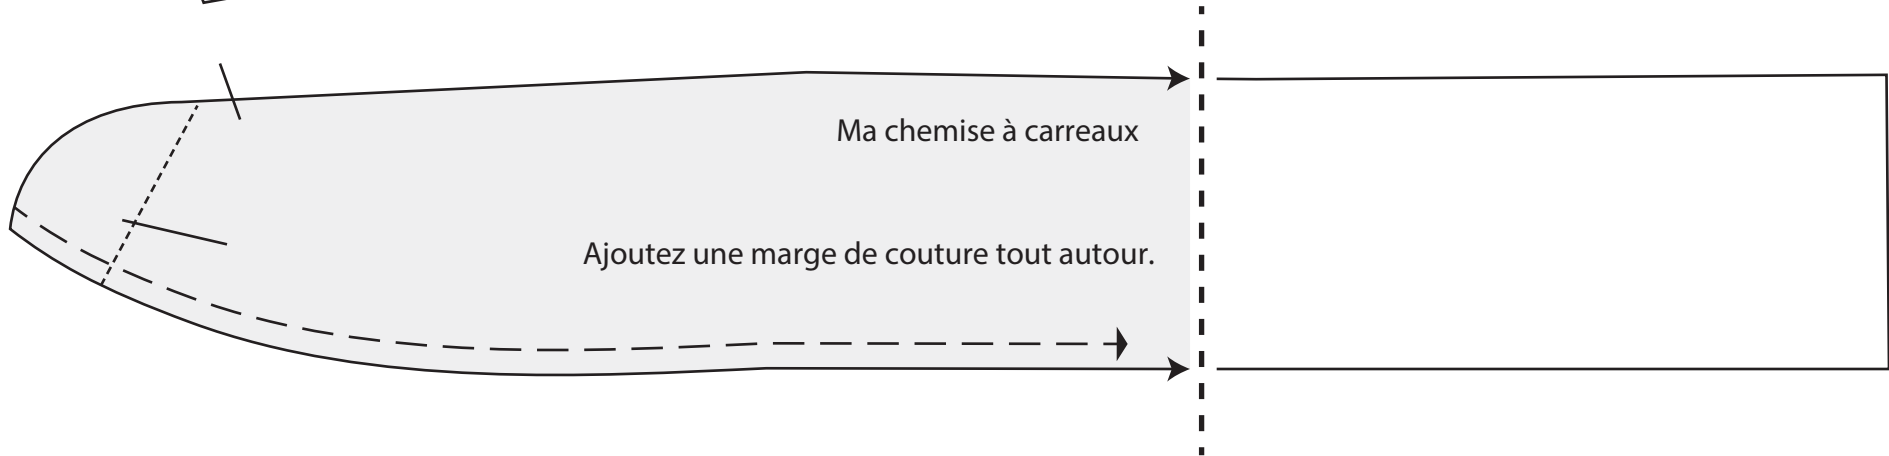 Ma chemise à carreaux
Ajoutez une marge de couture tout autour.